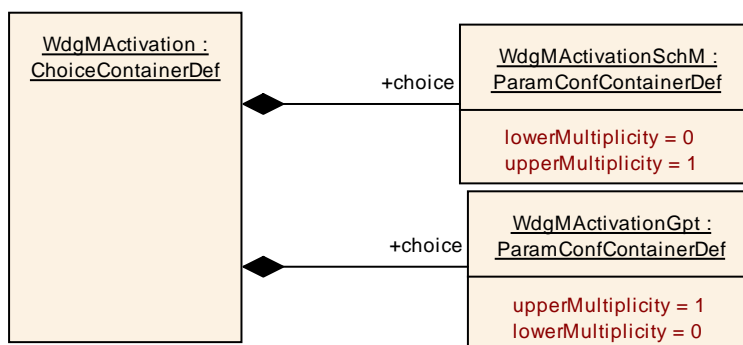 WdgMActivation :
ChoiceContainerDef
+choice
WdgMActivationSchM :
ParamConfContainerDef
lowerMultiplicity = 0
upperMultiplicity = 1
+choice
WdgMActivationGpt :
ParamConfContainerDef
upperMultiplicity = 1
lowerMultiplicity = 0